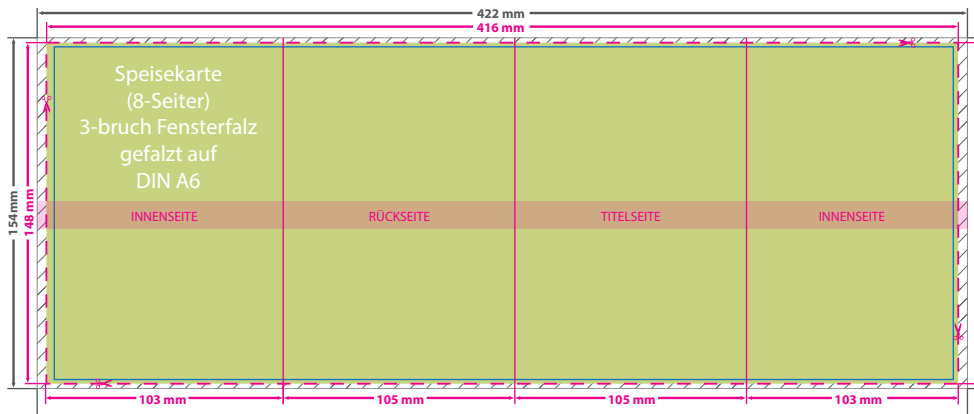 422 mm
416 mm
Speisekarte
(8-Seiter)
3-bruch Fensterfalz
gefalzt auf
DIN A6
154 mm
148 mm
INNENSEITE
RÜCKSEITE
TITELSEITE
INNENSEITE
103 mm
105 mm
105 mm
103 mm